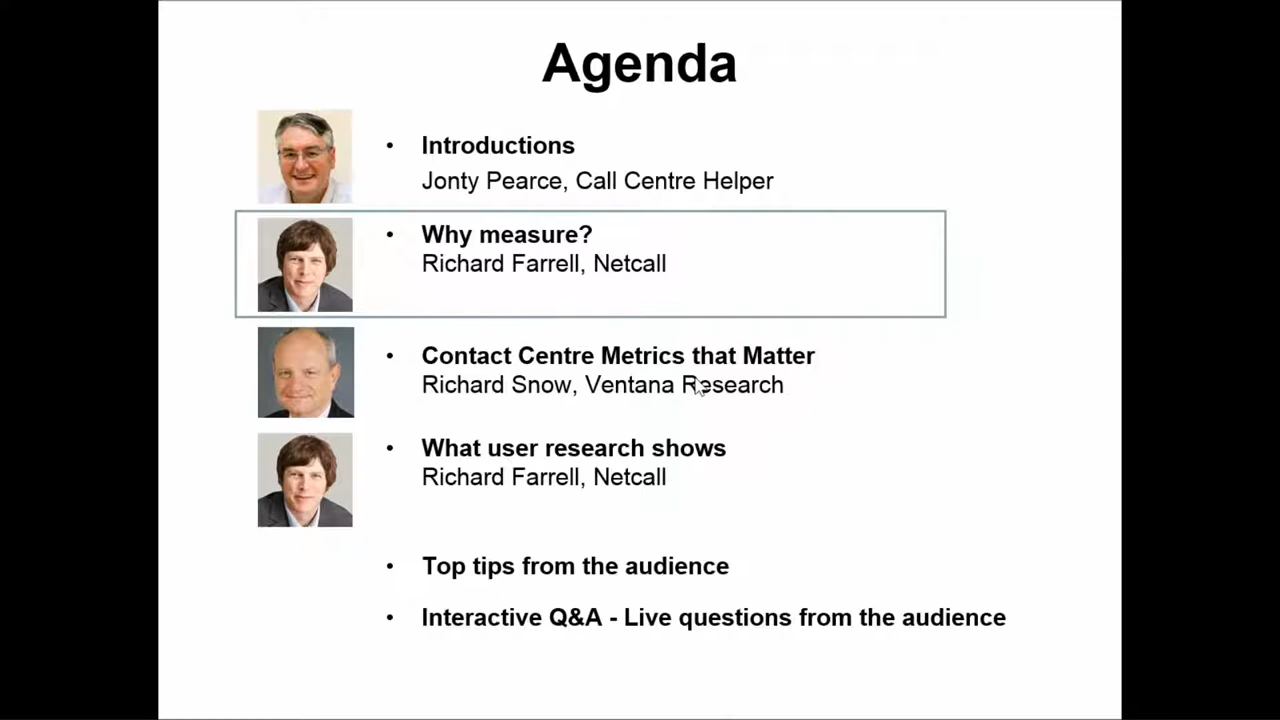 Agenda
• Introductions
Jonty Pearce, Call Centre Helper
• Why measure?
Richard Farrell, Netcall
• Contact Centre Metrics that Matter
Richard Snow, Ventana Research
• What user research shows
Richard Farrell, Netcall
• Top tips from the audience
• Interactive Q&A - Live questions from the audience